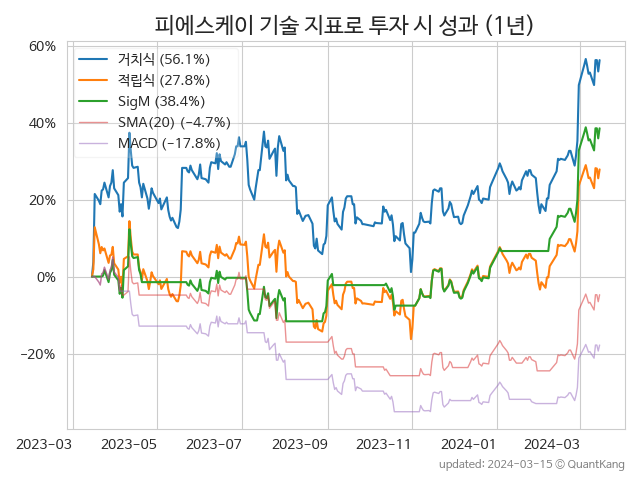 피에스케이 기술 지표로 투자 시 성과 (1년)
거치식 (56.1%)
적립식 (27.8%)
SigM (38.4%)
SMA(20) (−4.7%)
MACD (−17.8%)
60%
40%
20%
0%
−20%
2023−03 2023−05 2023−07 2023−09 2023−11 2024−01 2024−03
updated: 2024−03−15 © QuantKang